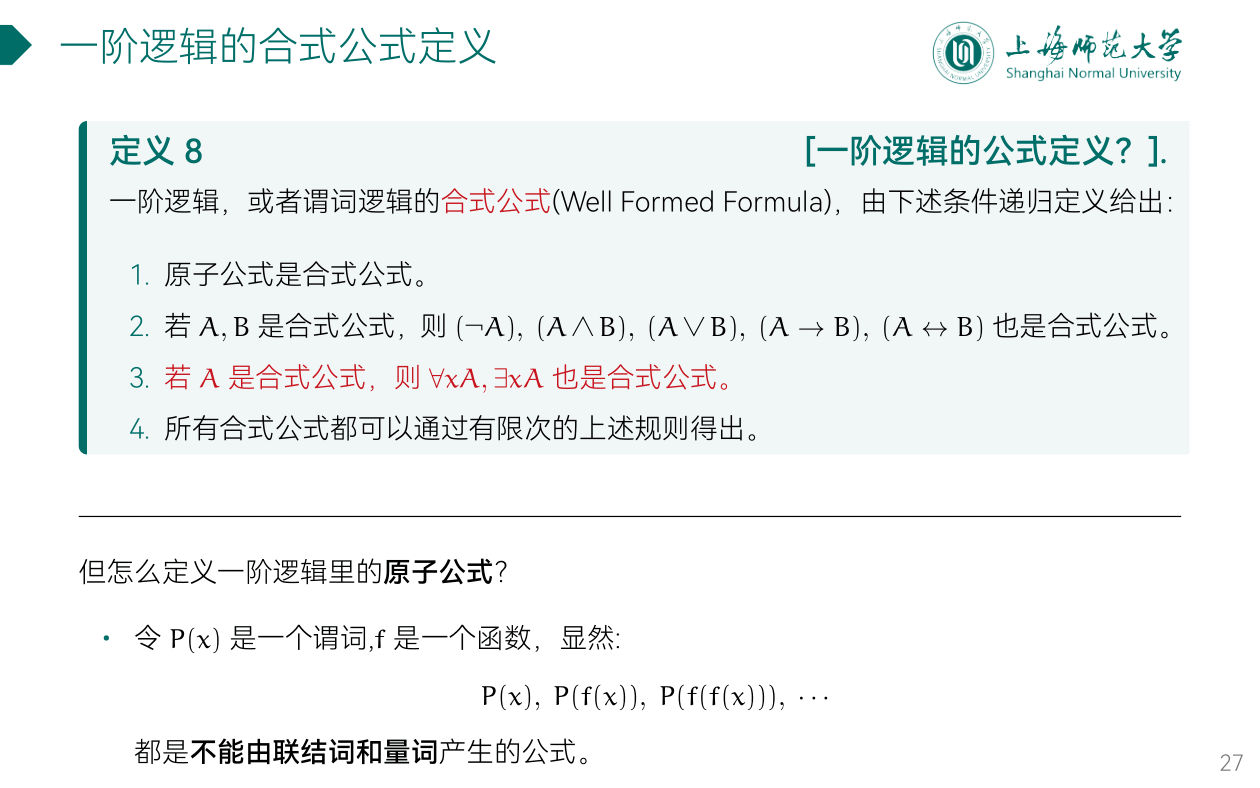 一阶逻辑的合式公式定义
上海师范大学
Shanghai Normal University
定义 8 [一阶逻辑的公式定义？].
一阶逻辑，或者谓词逻辑的合式公式(Well Formed Formula)，由下述条件递归定义给出：
1. 原子公式是合式公式。
2. 若 A, B 是合式公式，则 (¬A), (A ∧ B), (A ∨ B), (A → B), (A ↔ B) 也是合式公式。
3. 若 A 是合式公式，则 ∀xA, ∃xA 也是合式公式。
4. 所有合式公式都可以通过有限次的上述规则得出。
但怎么定义一阶逻辑里的原子公式？
• 令 P(x) 是一个谓词,f 是一个函数，显然:
P(x), P(f(x)), P(f(f(x))), ···
都是不能由联结词和量词产生的公式。
27